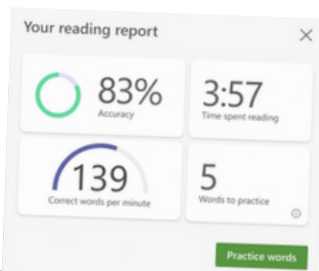 Your reading report
83%
Accuracy
3:57
Time spent reading
139
Correct words per minute
5
Words to practice
Practice words